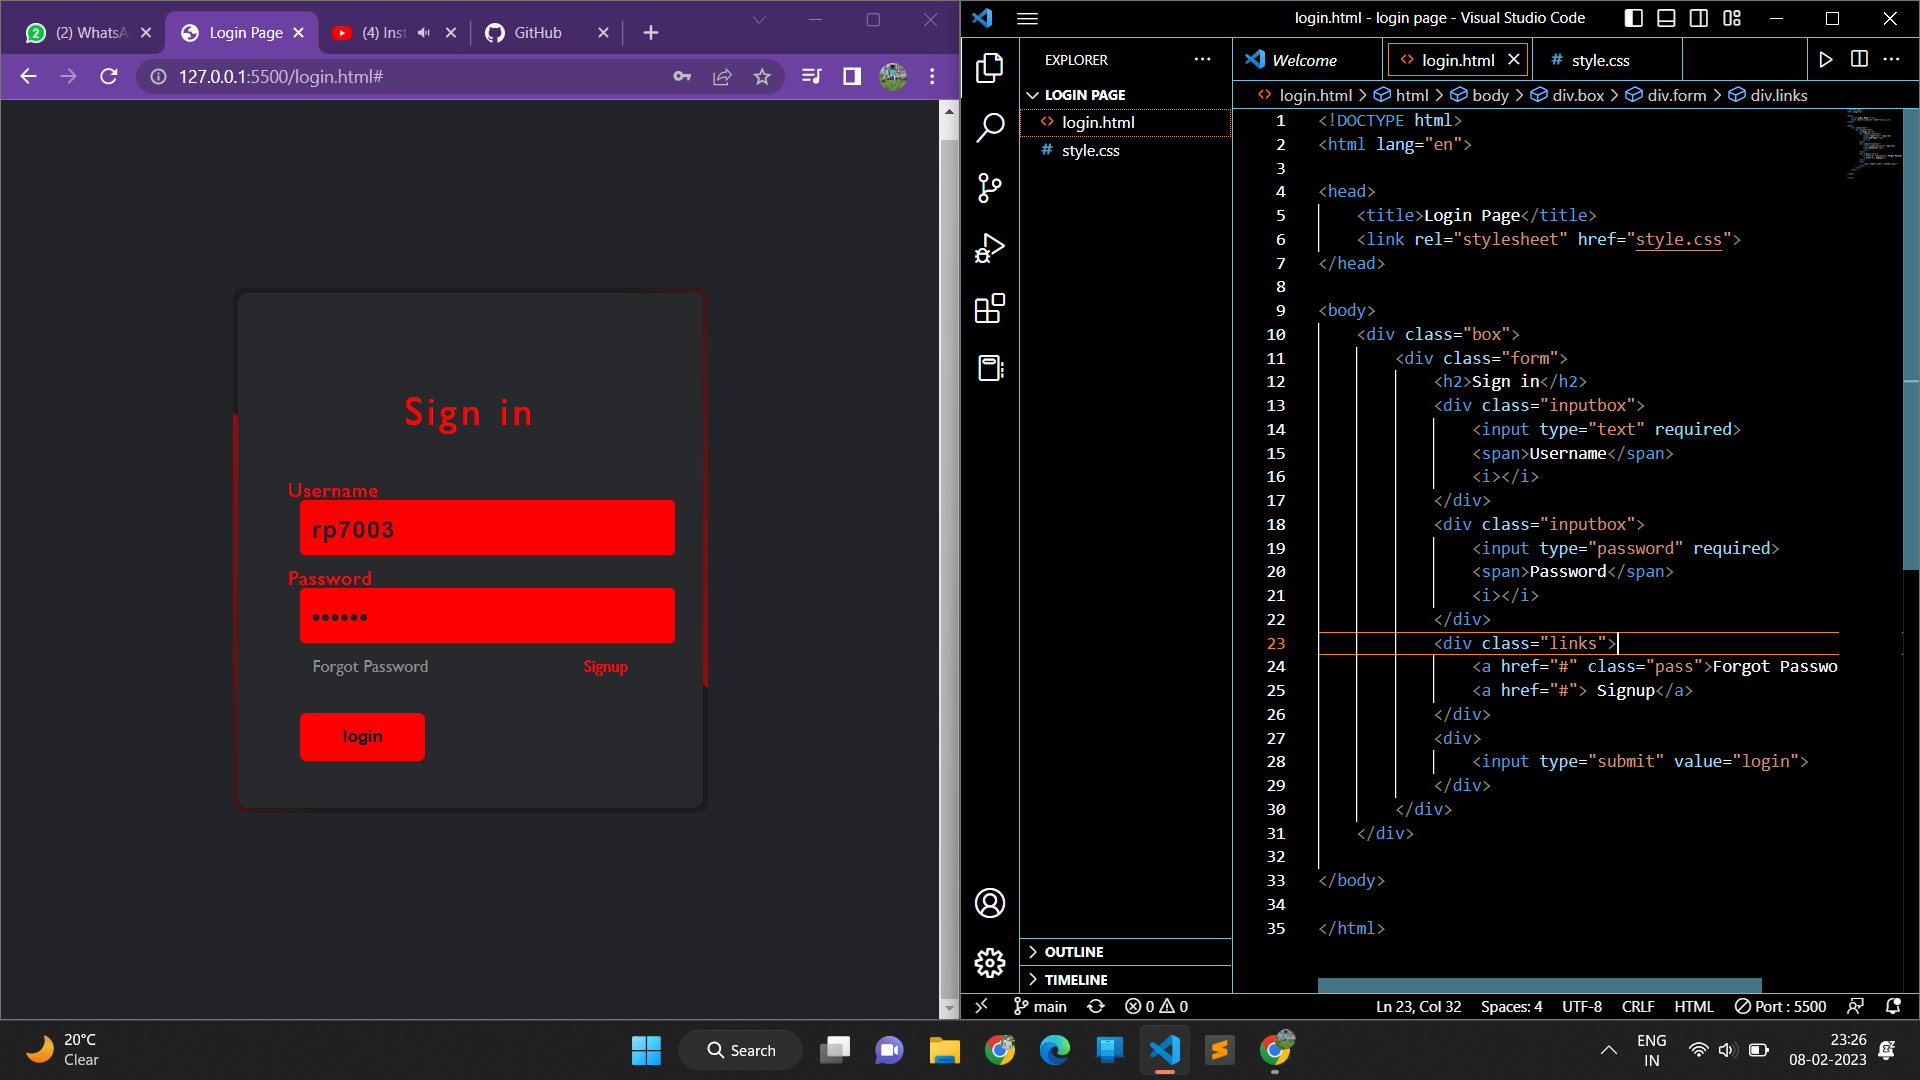 (2) WhatsA
Login Page
(4) Inst
GitHub
127.0.0.1:5500/login.html#
Sign in
Username
rp7003
Password
••••••
Forgot Password
Signup
login
login.html - login page - Visual Studio Code
EXPLORER
LOGIN PAGE
login.html
style.css
OUTLINE
TIMELINE
Welcome
login.html
style.css
login.html > html > body > div.box > div.form > div.links
1 <!DOCTYPE html>
2 <html lang="en">
3
4 <head>
5 <title>Login Page</title>
6 <link rel="stylesheet" href="style.css">
7 </head>
8
9 <body>
10 <div class="box">
11 <div class="form">
12 <h2>Sign in</h2>
13 <div class="inputbox">
14 <input type="text" required>
15 <span>Username</span>
16 <i></i>
17 </div>
18 <div class="inputbox">
19 <input type="password" required>
20 <span>Password</span>
21 <i></i>
22 </div>
23 <div class="links">
24 <a href="#" class="pass">Forgot Passwo
25 <a href="#"> Signup</a>
26 </div>
27 <div>
28 <input type="submit" value="login">
29 </div>
30 </div>
31 </div>
32
33 </body>
34
35 </html>
main
0 0
Ln 23, Col 32
Spaces: 4
UTF-8
CRLF
HTML
Port : 5500
20°C
Clear
Search
ENG
IN
23:26
08-02-2023